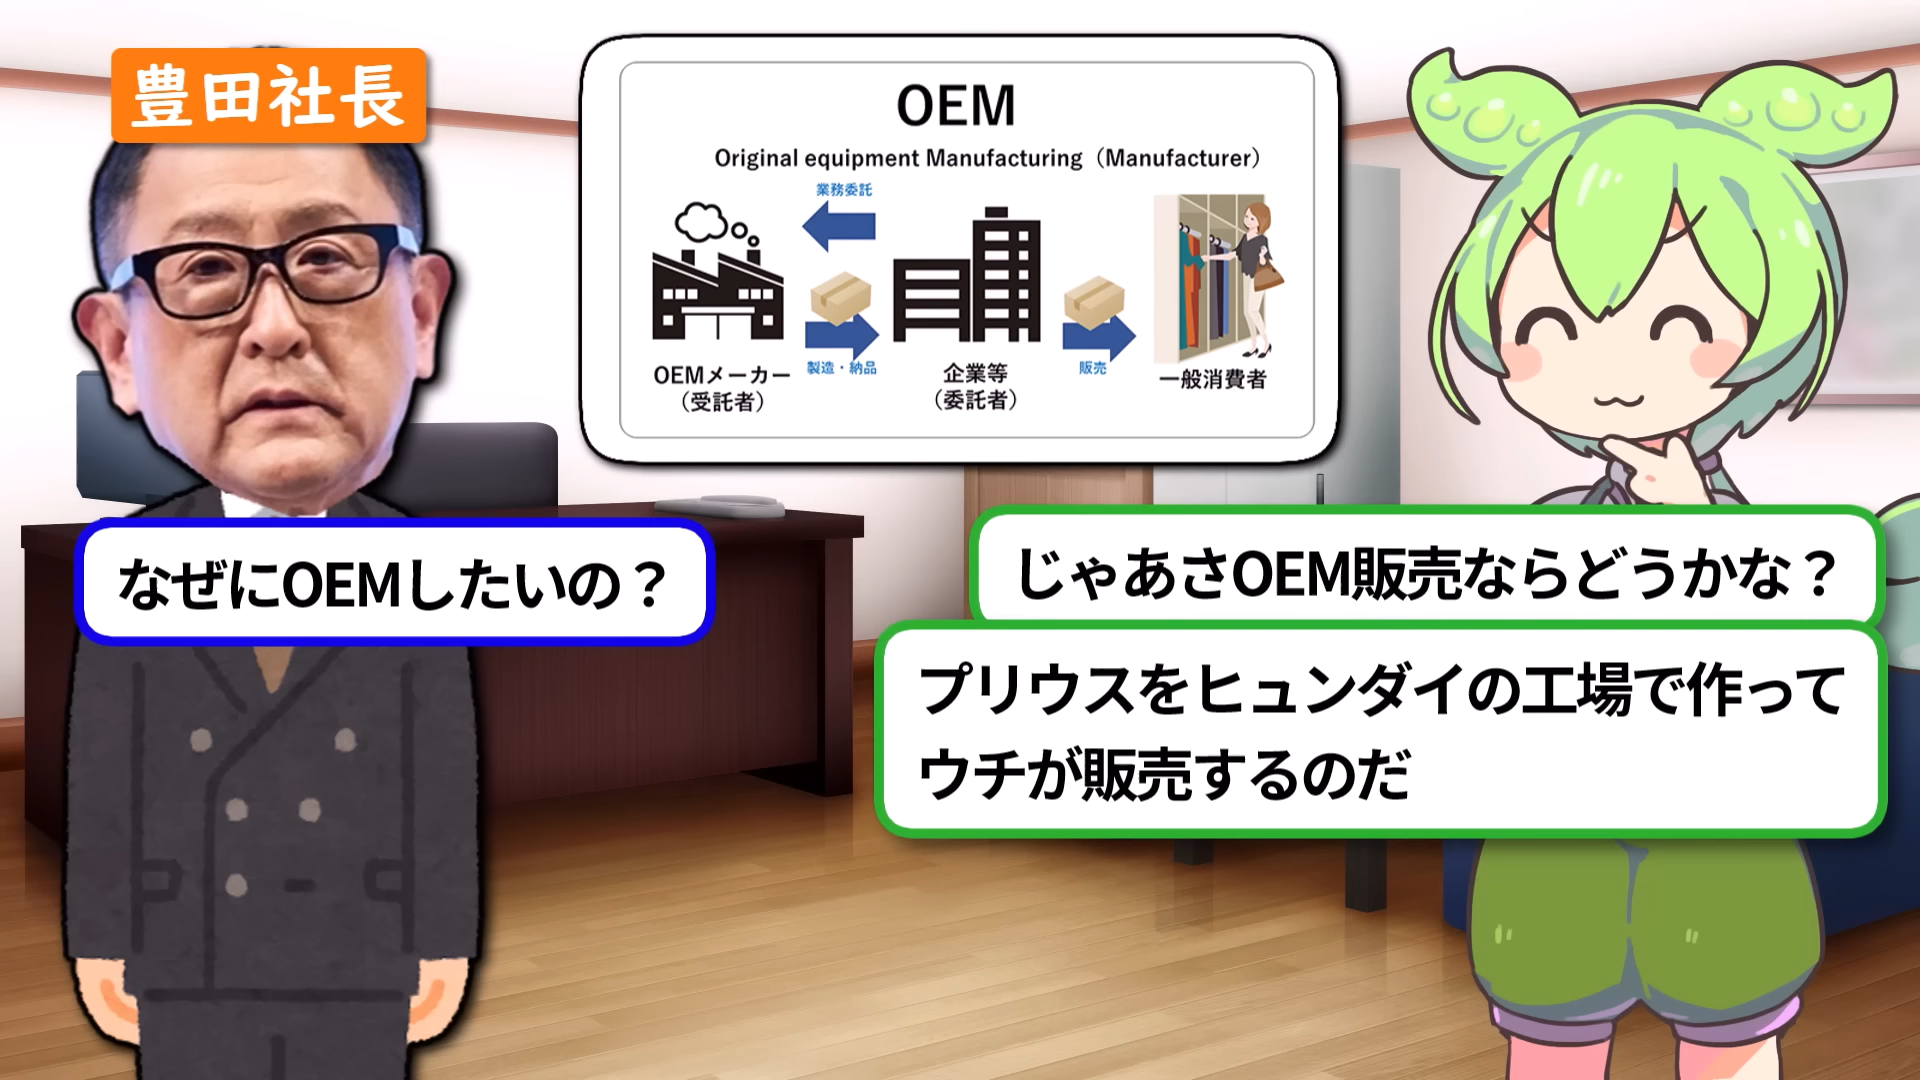 豊田社長
OEM
Original equipment Manufacturing（Manufacturer）
業務委託
製造・納品
販売
OEMメーカー
（受託者）
企業等
（委託者）
一般消費者
じゃあさOEM販売ならどうかな？
プリウスをヒュンダイの工場で作って
ウチが販売するのだ
なぜにOEMしたいの？